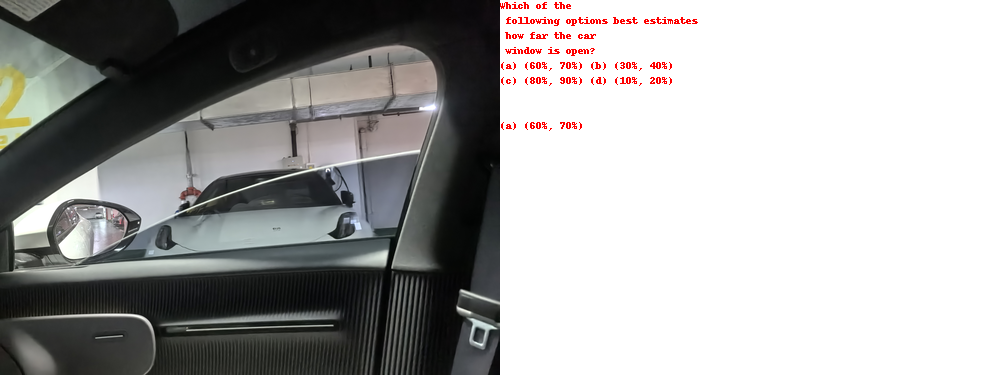 2
Which of the
following options best estimates
how far the car
window is open?
(a) (60%, 70%) (b) (30%, 40%)
(c) (80%, 90%) (d) (10%, 20%)
(a) (60%, 70%)